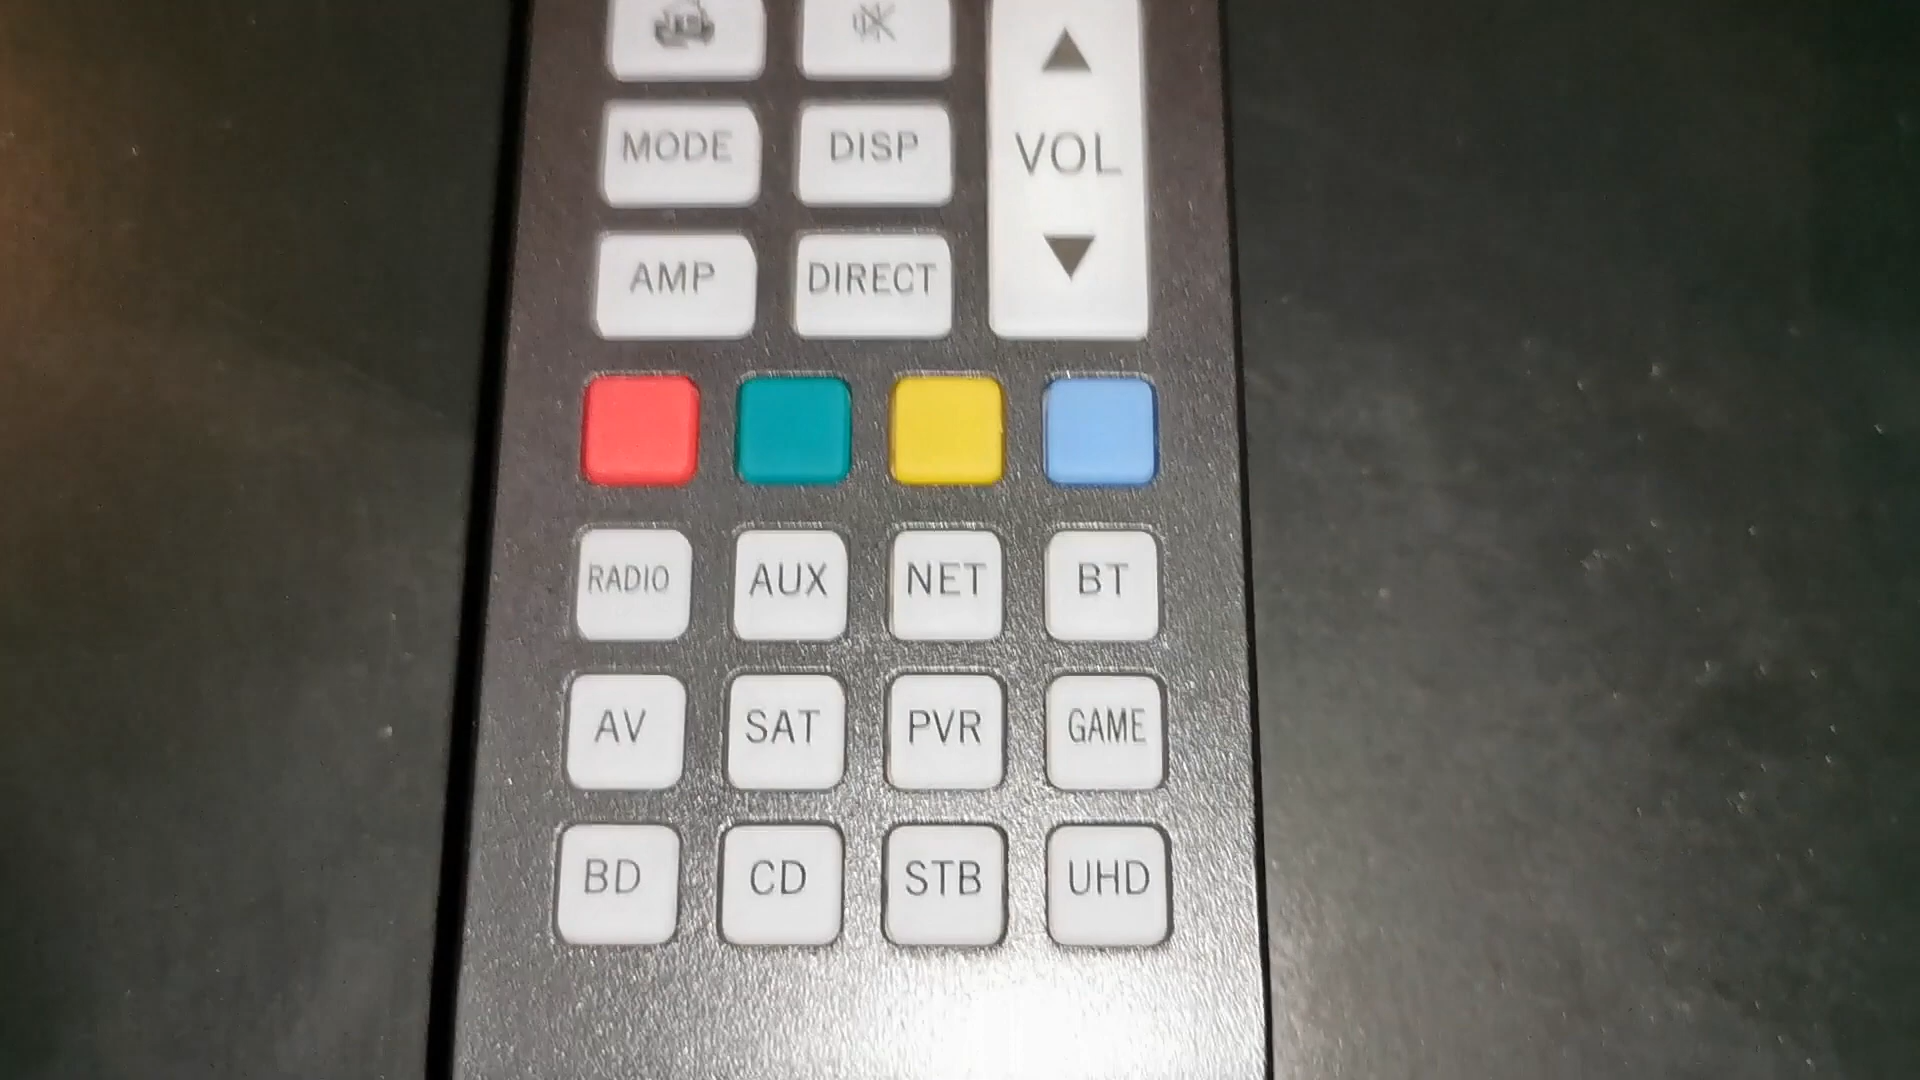 MODE DISP VOL
AMP DIRECT
RADIO AUX NET BT
AV SAT PVR GAME
BD CD STB UHD